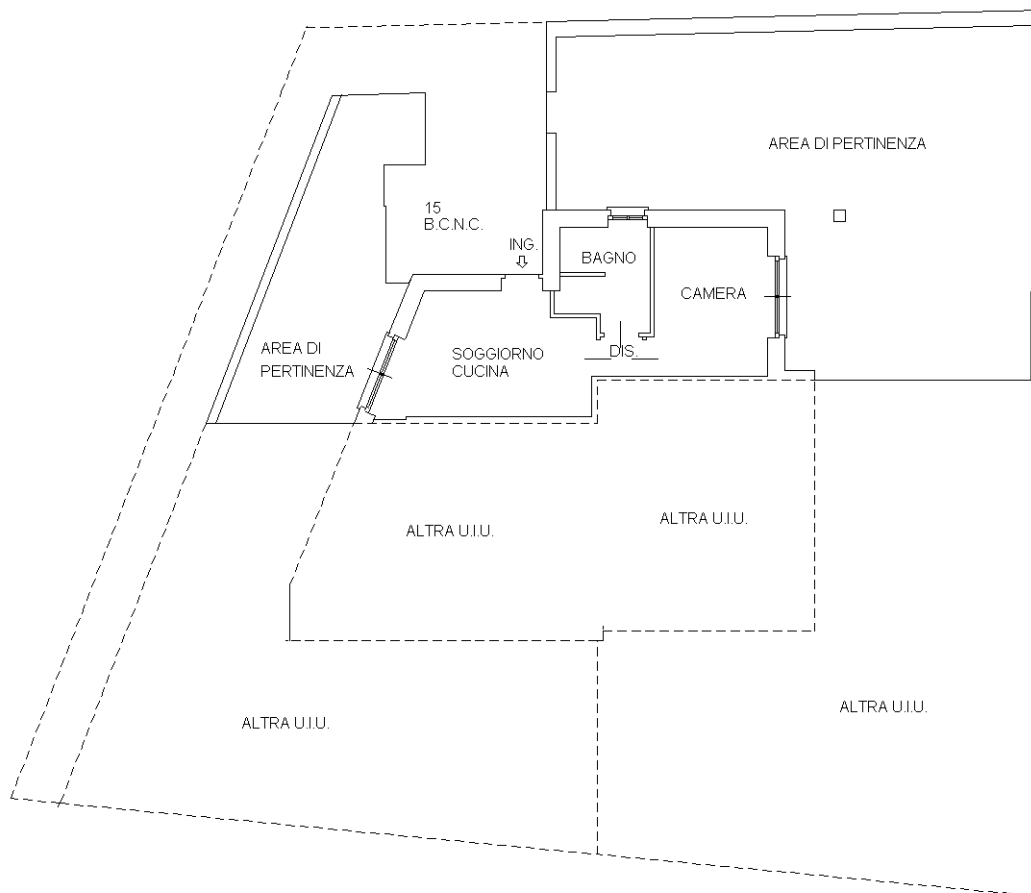 AREA DI PERTINENZA
15
B.C.N.C.
ING.
BAGNO
CAMERA
AREA DI
PERTINENZA
SOGGIORNO
CUCINA
DIS.
ALTRA U.I.U.
ALTRA U.I.U.
ALTRA U.I.U.
ALTRA U.I.U.